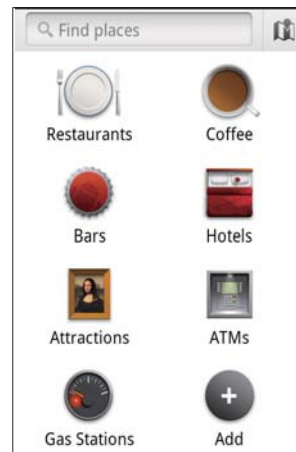 Find places
Restaurants Coffee
Bars Hotels
Attractions ATMs
Gas Stations Add